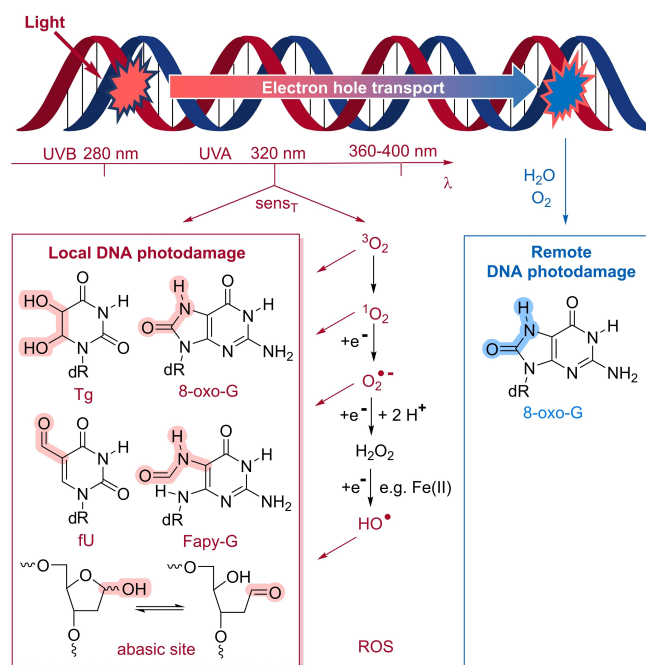 Light
Electron hole transport
UVB 280 nm UVA 320 nm 360-400 nm
λ
sensT
H2O
O2
Local DNA photodamage
HO
HO
O
N
H
N
O
dR
Tg
H
N
O
N
dR
O
N
H
N
NH2
8-oxo-G
O
O
N
H
N
O
dR
fU
H
N
O
H
N
dR
O
N
H
N
NH2
Fapy-G
O
O
OH
O
O
OH
O
O
abasic site
3O2
1O2
+e-
O2•-
+e- + 2 H+
H2O2
+e- e.g. Fe(II)
HO•
ROS
Remote
DNA photodamage
H
N
O
N
dR
O
N
H
N
NH2
8-oxo-G